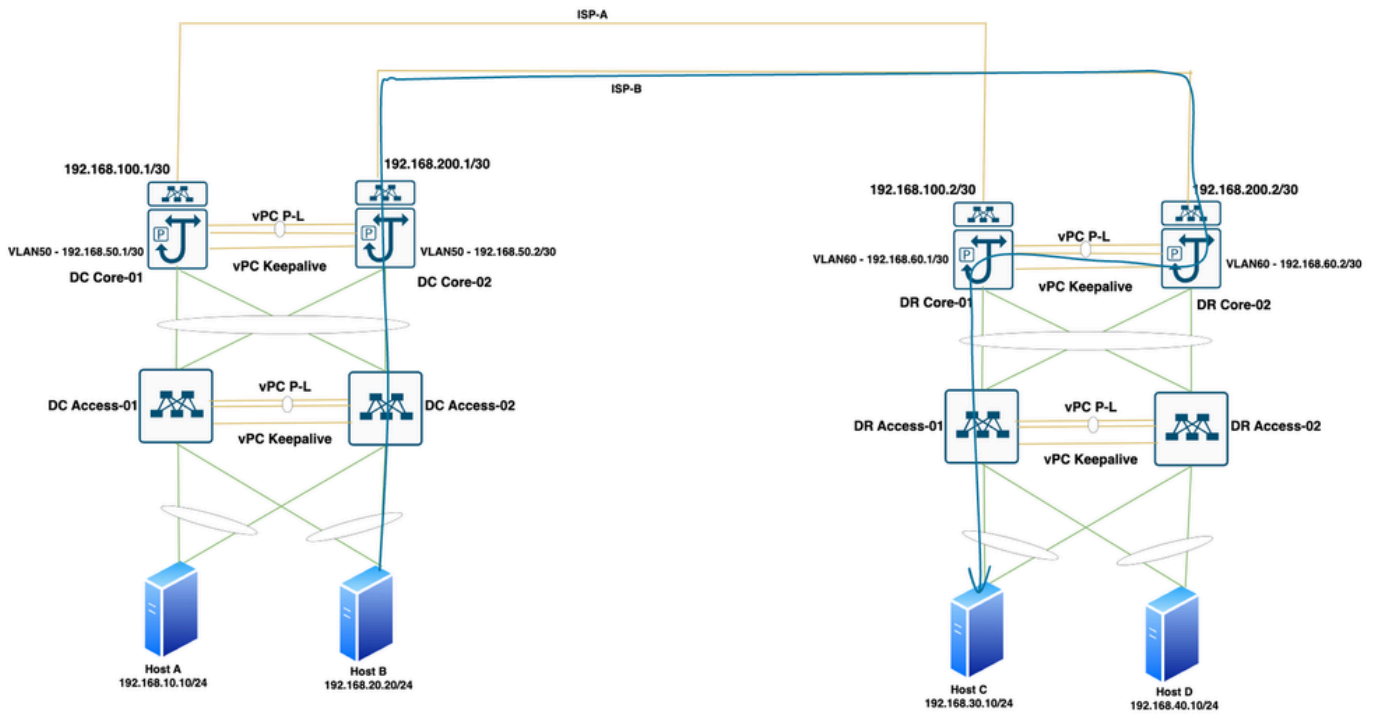 ISP-A
ISP-B
192.168.100.1/30
192.168.200.1/30
192.168.100.2/30
192.168.200.2/30
P
vPC P-L
P
P
vPC P-L
P
VLAN50 - 192.168.50.1/30
VLAN50 - 192.168.50.2/30
VLAN60 - 192.168.60.1/30
VLAN60 - 192.168.60.2/30
vPC Keepalive
vPC Keepalive
DC Core-01
DC Core-02
DR Core-01
DR Core-02
vPC P-L
vPC P-L
DC Access-01
DC Access-02
DR Access-01
DR Access-02
vPC Keepalive
vPC Keepalive
Host A
192.168.10.10/24
Host B
192.168.20.20/24
Host C
192.168.30.10/24
Host D
192.168.40.10/24